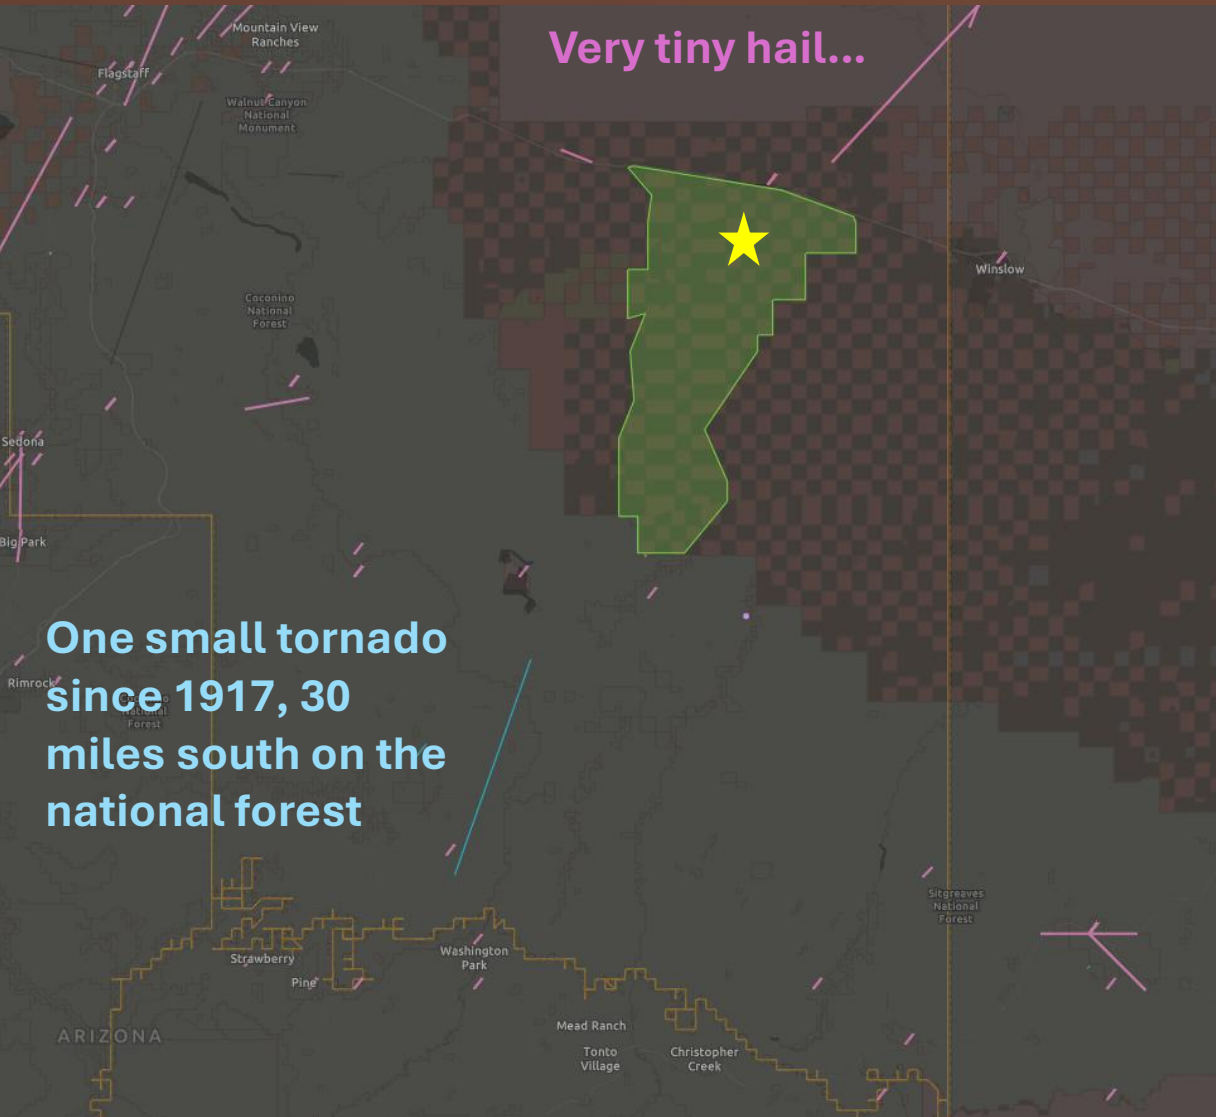 Mountain View
Ranches
Very tiny hail...
Flagstaff
Walnut Canyon
National
Monument
Winslow
Coconino
National
Forest
Sedona
Big Park
One small tornado
since 1917, 30
miles south on the
national forest
Rimrock
National
Forest
Sitgreaves
National
Forest
Strawberry
Washington
Park
Pine
ARIZONA
Mead Ranch
Tonto
Village
Christopher
Creek